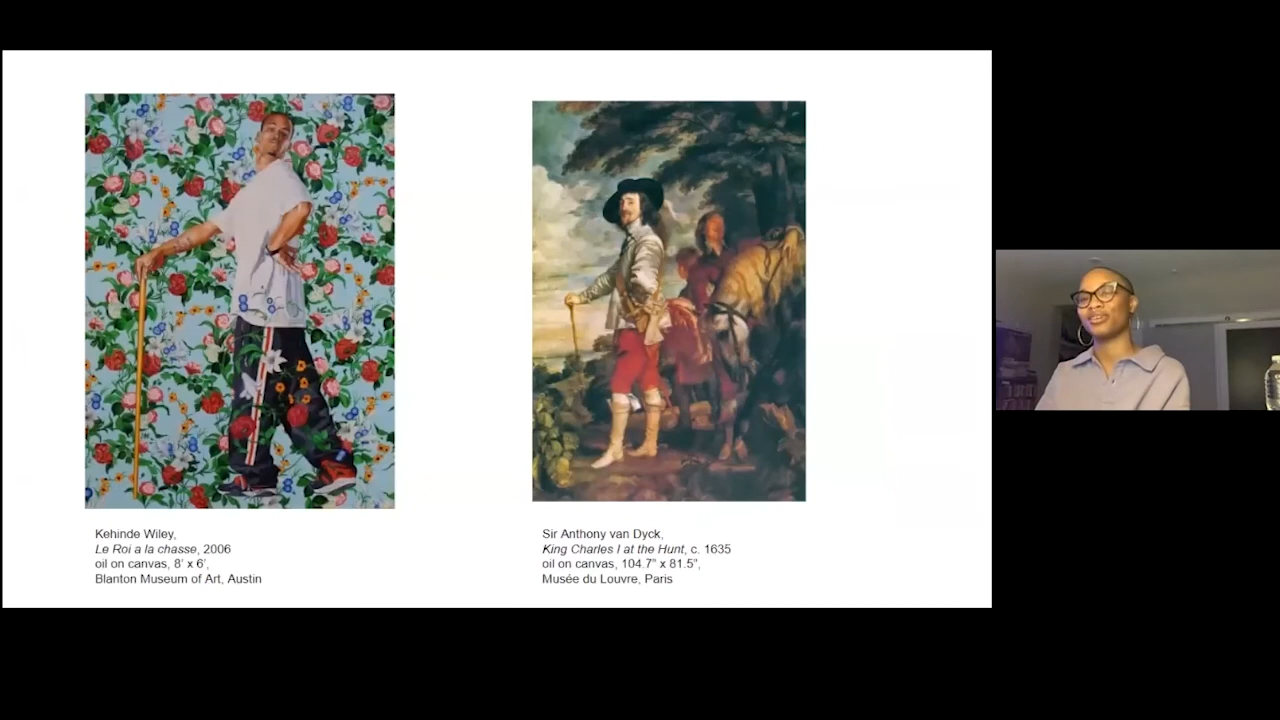 Kehinde Wiley,
Le Roi a la chasse, 2006
oil on canvas, 8' x 6',
Blanton Museum of Art, Austin
Sir Anthony van Dyck,
King Charles I at the Hunt, c. 1635
oil on canvas, 104.7" x 81.5",
Musée du Louvre, Paris